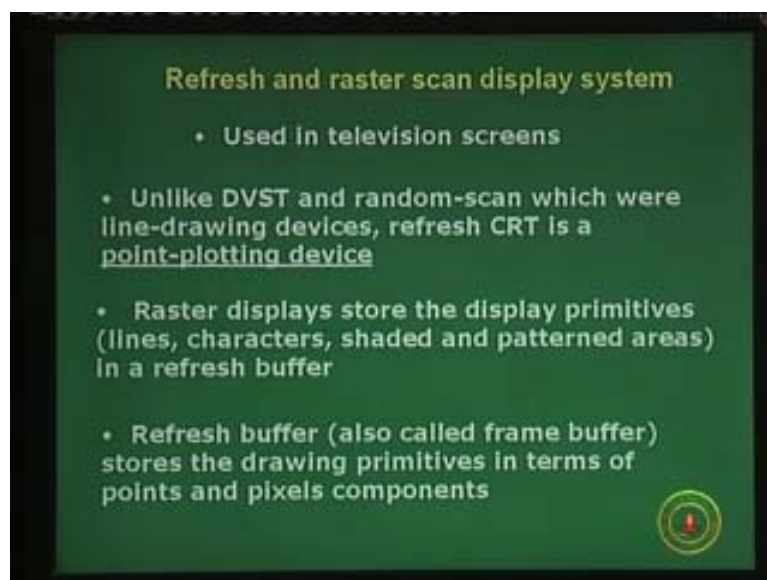 Refresh and raster scan display system
• Used in television screens
• Unlike DVST and random-scan which were
line-drawing devices, refresh CRT is a
point-plotting device
• Raster displays store the display primitives
(lines, characters, shaded and patterned areas)
in a refresh buffer
• Refresh buffer (also called frame buffer)
stores the drawing primitives in terms of
points and pixels components